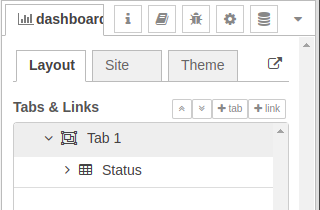 dashboard
Layout Site Theme
Tabs & Links tab link
Tab 1
Status